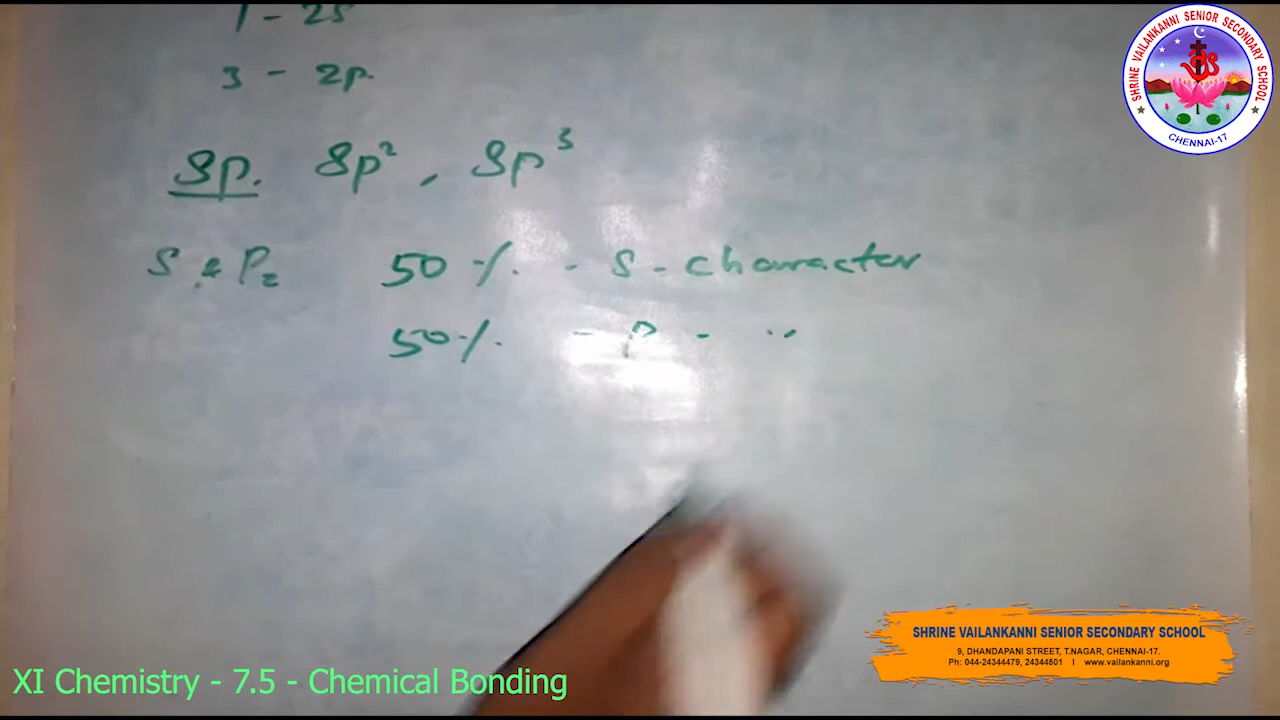 1 - 2s
3 - 2p.
sp. sp², sp³
S & Pz 50 %. - S - character
50 %. - P - "
SHRINE VAILANKANNI SENIOR SECONDARY SCHOOL
CHENNAI-17
SHRINE VAILANKANNI SENIOR SECONDARY SCHOOL
9, DHANDAPANI STREET, T.NAGAR, CHENNAI-17.
Ph: 044-24344479, 24344501 I www.vailankanni.org
XI Chemistry - 7.5 - Chemical Bonding